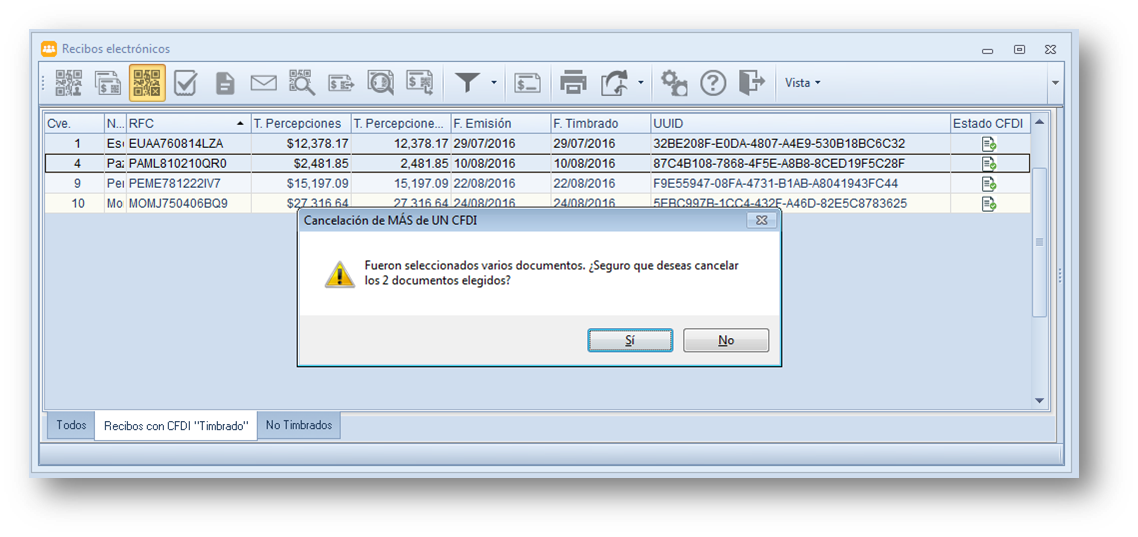 Recibos electrónicos
Vista
Cve. N... RFC T. Percepciones T. Percepcione... F. Emisión F. Timbrado UUID Estado CFDI
1 Es EUAA760814LZA $12,378.17 12,378.17 29/07/2016 29/07/2016 32BE208F-E0DA-4807-A4E9-530B18BC6C32
4 Pa PAML810210QR0 $2,481.85 2,481.85 10/08/2016 10/08/2016 87C4B108-7868-4F5E-A8B8-8CED19F5C28F
9 Pe PEME781222IV7 $15,197.09 15,197.09 22/08/2016 22/08/2016 F9E55947-08FA-4731-B1AB-A8041943FC44
10 Mo MOMJ750406BQ9 $27,316.64 27,316.64 24/08/2016 24/08/2016 5EBC997B-1CC4-432F-A46D-82E5C8783625
Cancelación de MÁS de UN CFDI
Fueron seleccionados varios documentos. ¿Seguro que deseas cancelar
los 2 documentos elegidos?
Sí No
Todos Recibos con CFDI "Timbrado" No Timbrados